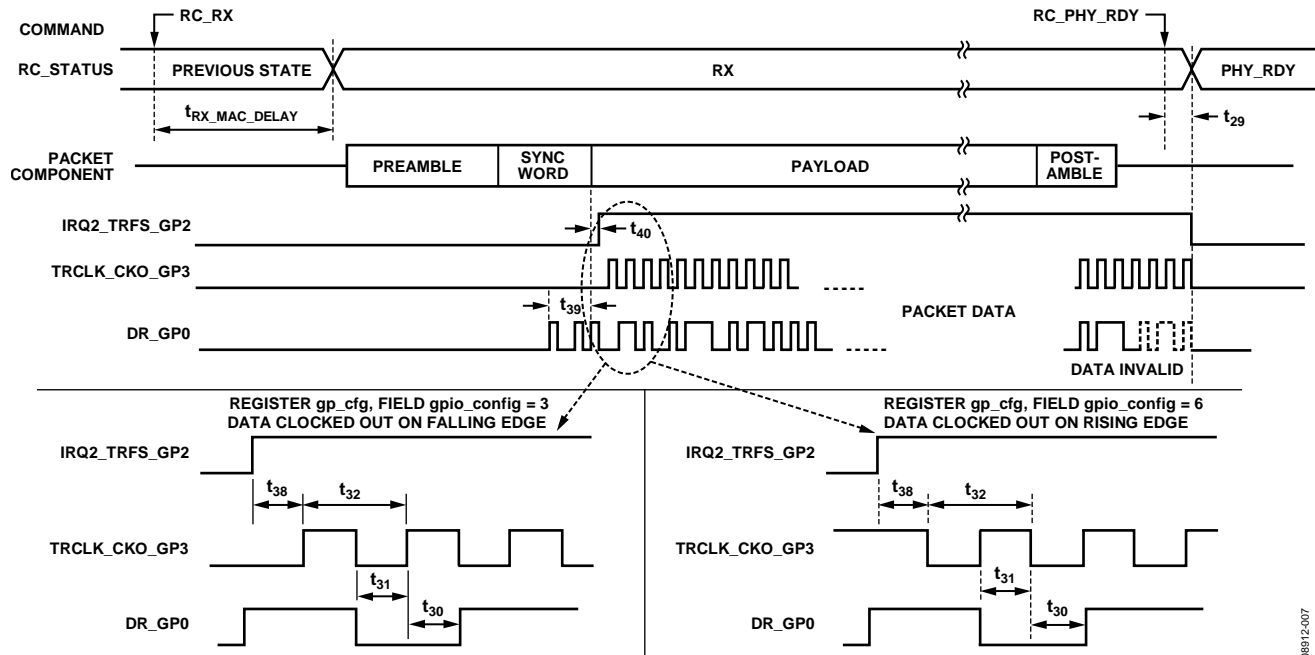 RC_RX
RC_PHY_RDY
COMMAND
RC_STATUS
PREVIOUS STATE
RX
PHY_RDY
tRX_MAC_DELAY
t29
PACKET
COMPONENT
PREAMBLE
SYNC
WORD
PAYLOAD
POST-
AMBLE
IRQ2_TRFS_GP2
t40
TRCLK_CKO_GP3
t39
PACKET DATA
DR_GP0
DATA INVALID
REGISTER gp_cfg, FIELD gpio_config = 3
DATA CLOCKED OUT ON FALLING EDGE
IRQ2_TRFS_GP2
t38
t32
TRCLK_CKO_GP3
t31
t30
DR_GP0
REGISTER gp_cfg, FIELD gpio_config = 6
DATA CLOCKED OUT ON RISING EDGE
IRQ2_TRFS_GP2
t38
t32
TRCLK_CKO_GP3
t31
t30
DR_GP0
08912-007